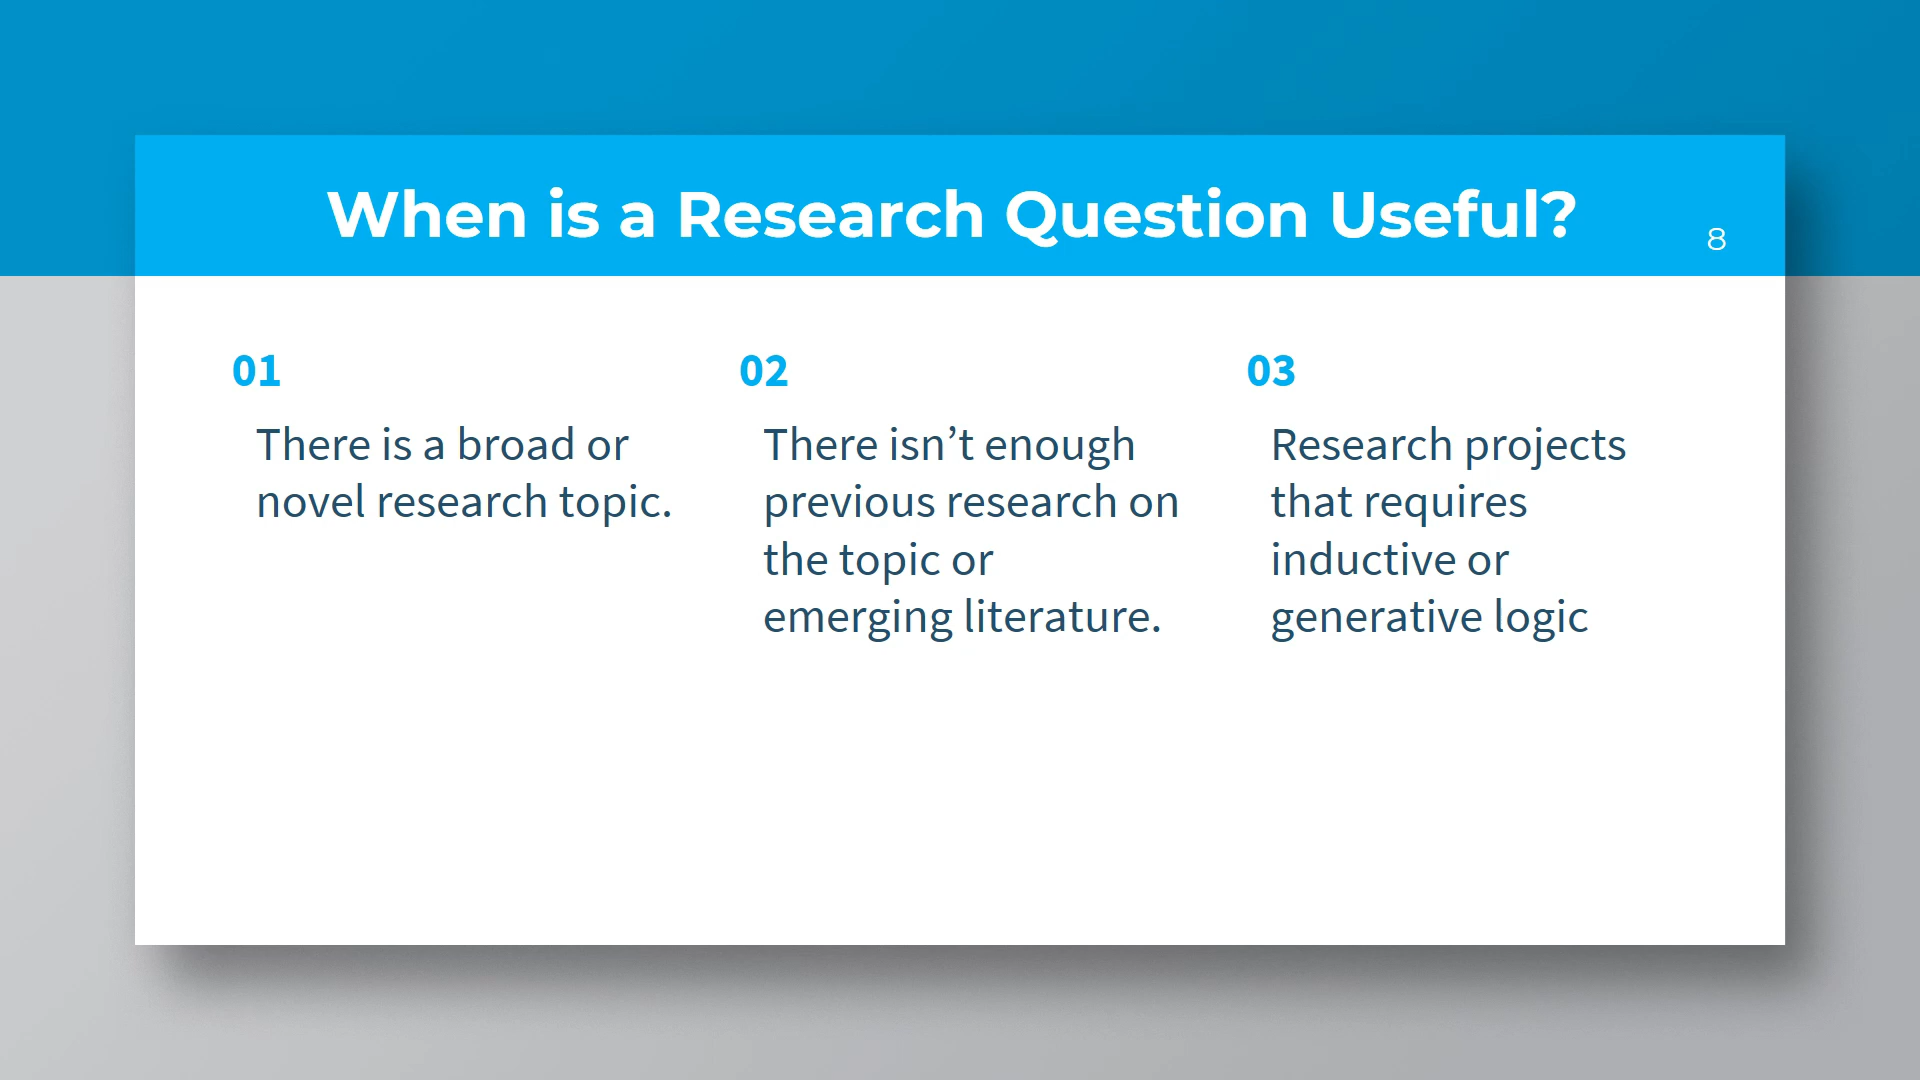 When is a Research Question Useful?
8
01
There is a broad or
novel research topic.
02
There isn’t enough
previous research on
the topic or
emerging literature.
03
Research projects
that requires
inductive or
generative logic